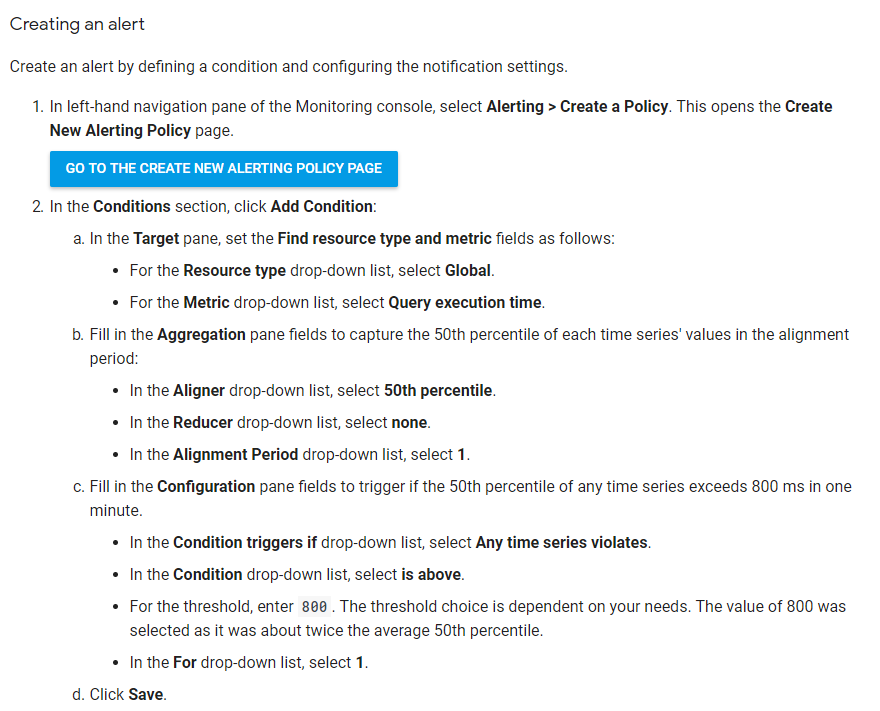 Creating an alert
Create an alert by defining a condition and configuring the notification settings.
1. In left-hand navigation pane of the Monitoring console, select Alerting > Create a Policy. This opens the Create
New Alerting Policy page.
GO TO THE CREATE NEW ALERTING POLICY PAGE
2. In the Conditions section, click Add Condition:
a. In the Target pane, set the Find resource type and metric fields as follows:
• For the Resource type drop-down list, select Global.
• For the Metric drop-down list, select Query execution time.
b. Fill in the Aggregation pane fields to capture the 50th percentile of each time series' values in the alignment
period:
• In the Aligner drop-down list, select 50th percentile.
• In the Reducer drop-down list, select none.
• In the Alignment Period drop-down list, select 1.
c. Fill in the Configuration pane fields to trigger if the 50th percentile of any time series exceeds 800 ms in one
minute.
• In the Condition triggers if drop-down list, select Any time series violates.
• In the Condition drop-down list, select is above.
• For the threshold, enter 800 . The threshold choice is dependent on your needs. The value of 800 was
selected as it was about twice the average 50th percentile.
• In the For drop-down list, select 1.
d. Click Save.